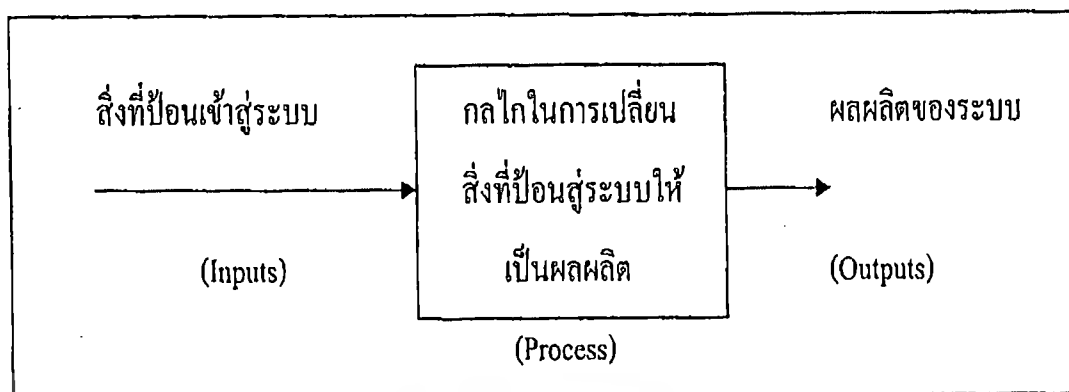 สิ่งที่ป้อนเข้าสู่ระบบ
(Inputs)
กลไกในการเปลี่ยน
สิ่งที่ป้อนสู่ระบบให้
เป็นผลผลิต
(Process)
ผลผลิตของระบบ
(Outputs)